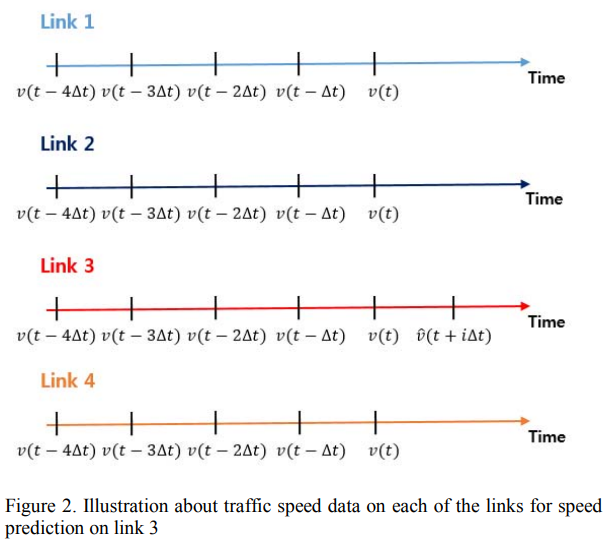 Link 1
Time
v(t − 4Δt) v(t − 3Δt) v(t − 2Δt) v(t − Δt) v(t)
Link 2
Time
v(t − 4Δt) v(t − 3Δt) v(t − 2Δt) v(t − Δt) v(t)
Link 3
Time
v(t − 4Δt) v(t − 3Δt) v(t − 2Δt) v(t − Δt) v(t) v̂(t + iΔt)
Link 4
Time
v(t − 4Δt) v(t − 3Δt) v(t − 2Δt) v(t − Δt) v(t)
Figure 2. Illustration about traffic speed data on each of the links for speed
prediction on link 3